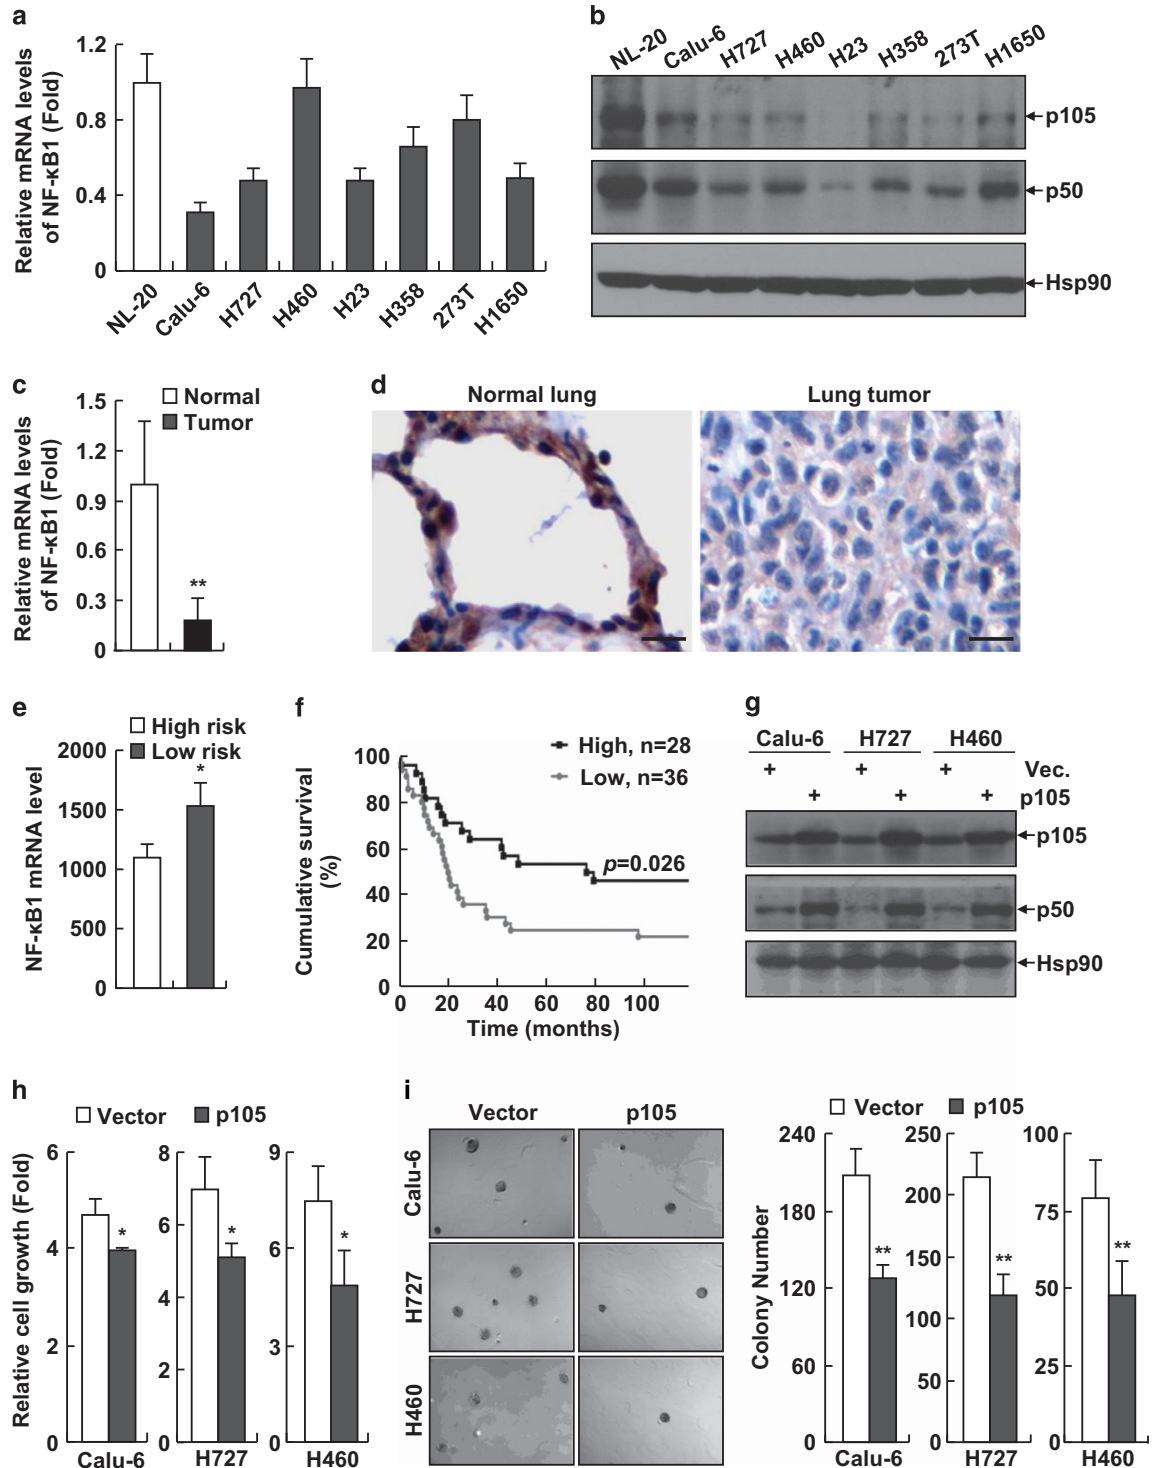 a
Relative mRNA levels
of NF-κB1 (Fold)
1.2
0.8
0.4
0
NL-20
Calu-6
H727
H460
H23
H358
273T
H1650
b
NL-20
Calu-6
H727
H460
H23
H358
273T
H1650
p105
p50
Hsp90
c
Relative mRNA levels
of NF-κB1 (Fold)
Normal
Tumor
1.5
1.2
0.9
0.6
0.3
0
**
d
Normal lung
Lung tumor
e
NF-κB1 mRNA level
High risk
Low risk
2000
1500
1000
500
0
*
f
Cumulative survival
(%)
High, n=28
Low, n=36
100
80
60
40
20
0
p=0.026
0 20 40 60 80 100
Time (months)
g
Calu-6 H727 H460
+ + + Vec.
+ + + p105
p105
p50
Hsp90
h
Vector p105
Relative cell growth (Fold)
6
4
2
0
*
Calu-6
8
6
4
2
0
*
H727
9
6
3
0
*
H460
i
Vector p105
Calu-6
H727
H460
Vector p105
Colony Number
240
180
120
60
0
**
Calu-6
250
200
150
100
50
0
**
H727
100
75
50
25
0
**
H460